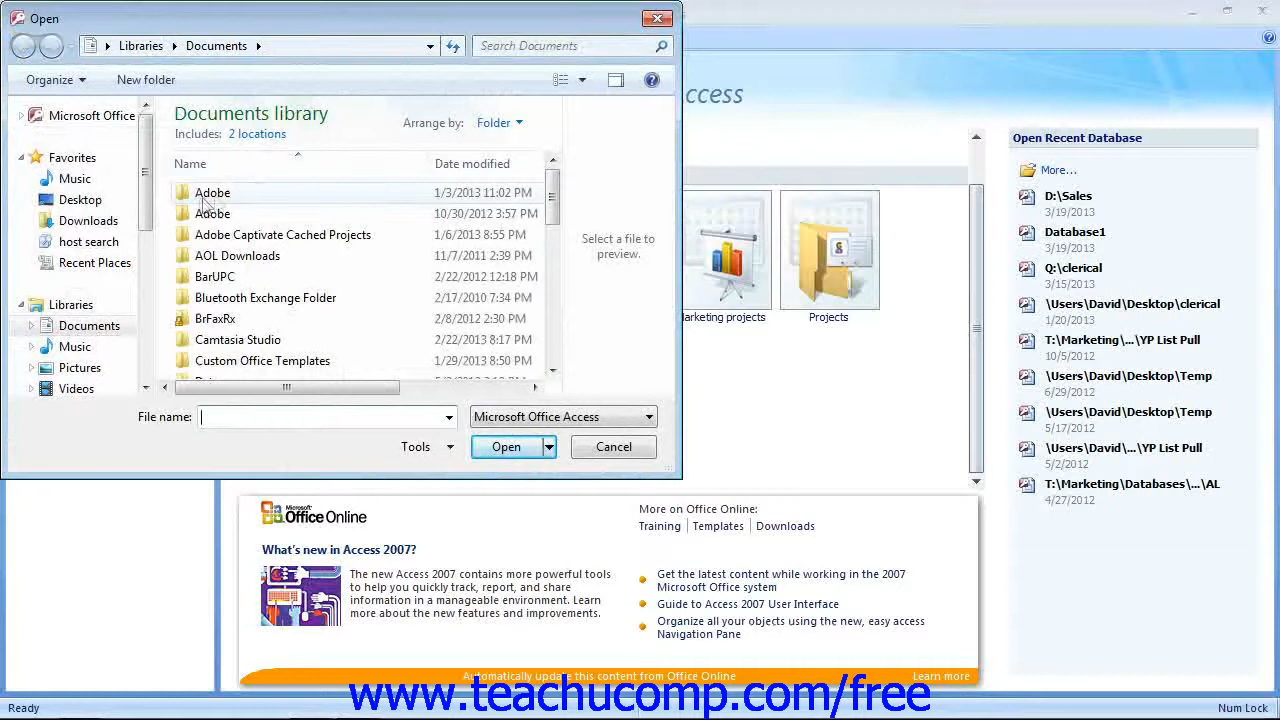 Open
Libraries
Documents
Search Documents
Organize
New folder
Microsoft Office
Favorites
Music
Desktop
Downloads
host search
Recent Places
Libraries
Documents
Music
Pictures
Videos
Documents library
Includes: 2 locations
Arrange by: Folder
Name Date modified
Adobe 1/3/2013 11:02 PM
Adobe 10/30/2012 3:57 PM
Adobe Captivate Cached Projects 1/6/2013 8:55 PM
AOL Downloads 11/7/2011 2:39 PM
BarUPC 2/22/2012 12:18 PM
Bluetooth Exchange Folder 2/17/2010 7:34 PM
BrFaxRx 2/8/2012 2:30 PM
Camtasia Studio 2/22/2013 8:17 PM
Custom Office Templates 1/29/2013 8:50 PM
Select a file to
preview.
File name:
Microsoft Office Access
Tools
Open
Cancel
ccess
arketing projects
Projects
Open Recent Database
More...
D:\Sales
3/19/2013
Database1
3/19/2013
Q:\clerical
3/15/2013
\Users\David\Desktop\clerical
1/20/2013
T:\Marketing\...\YP List Pull
10/5/2012
\Users\David\Desktop\Temp
6/29/2012
\Users\David\Desktop\Temp
5/17/2012
\Users\David\...\YP List Pull
5/2/2012
T:\Marketing\Databases\...\AL
4/27/2012
Microsoft
Office Online
What's new in Access 2007?
The new Access 2007 contains more powerful tools
to help you quickly track, report, and share
information in a manageable environment. Learn
more about the new features and improvements.
More on Office Online:
Training | Templates | Downloads
Get the latest content while working in the 2007
Microsoft Office system
Guide to Access 2007 User Interface
Organize all your objects using the new, easy access
Navigation Pane
Automatically update this content from Office Online
Learn more
www.teachucomp.com/free
Ready
Num Lock